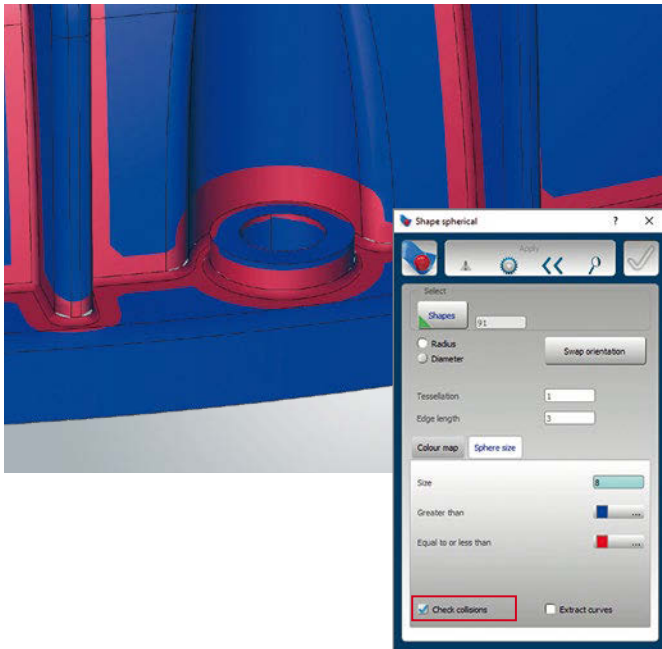 Shape spherical ? X
Apply
Select
Shapes 91
Radius
Diameter
Swap orientation
Tessellation 1
Edge length 3
Colour map Sphere size
Size 8
Greater than ...
Equal to or less than ...
Check collisions Extract curves